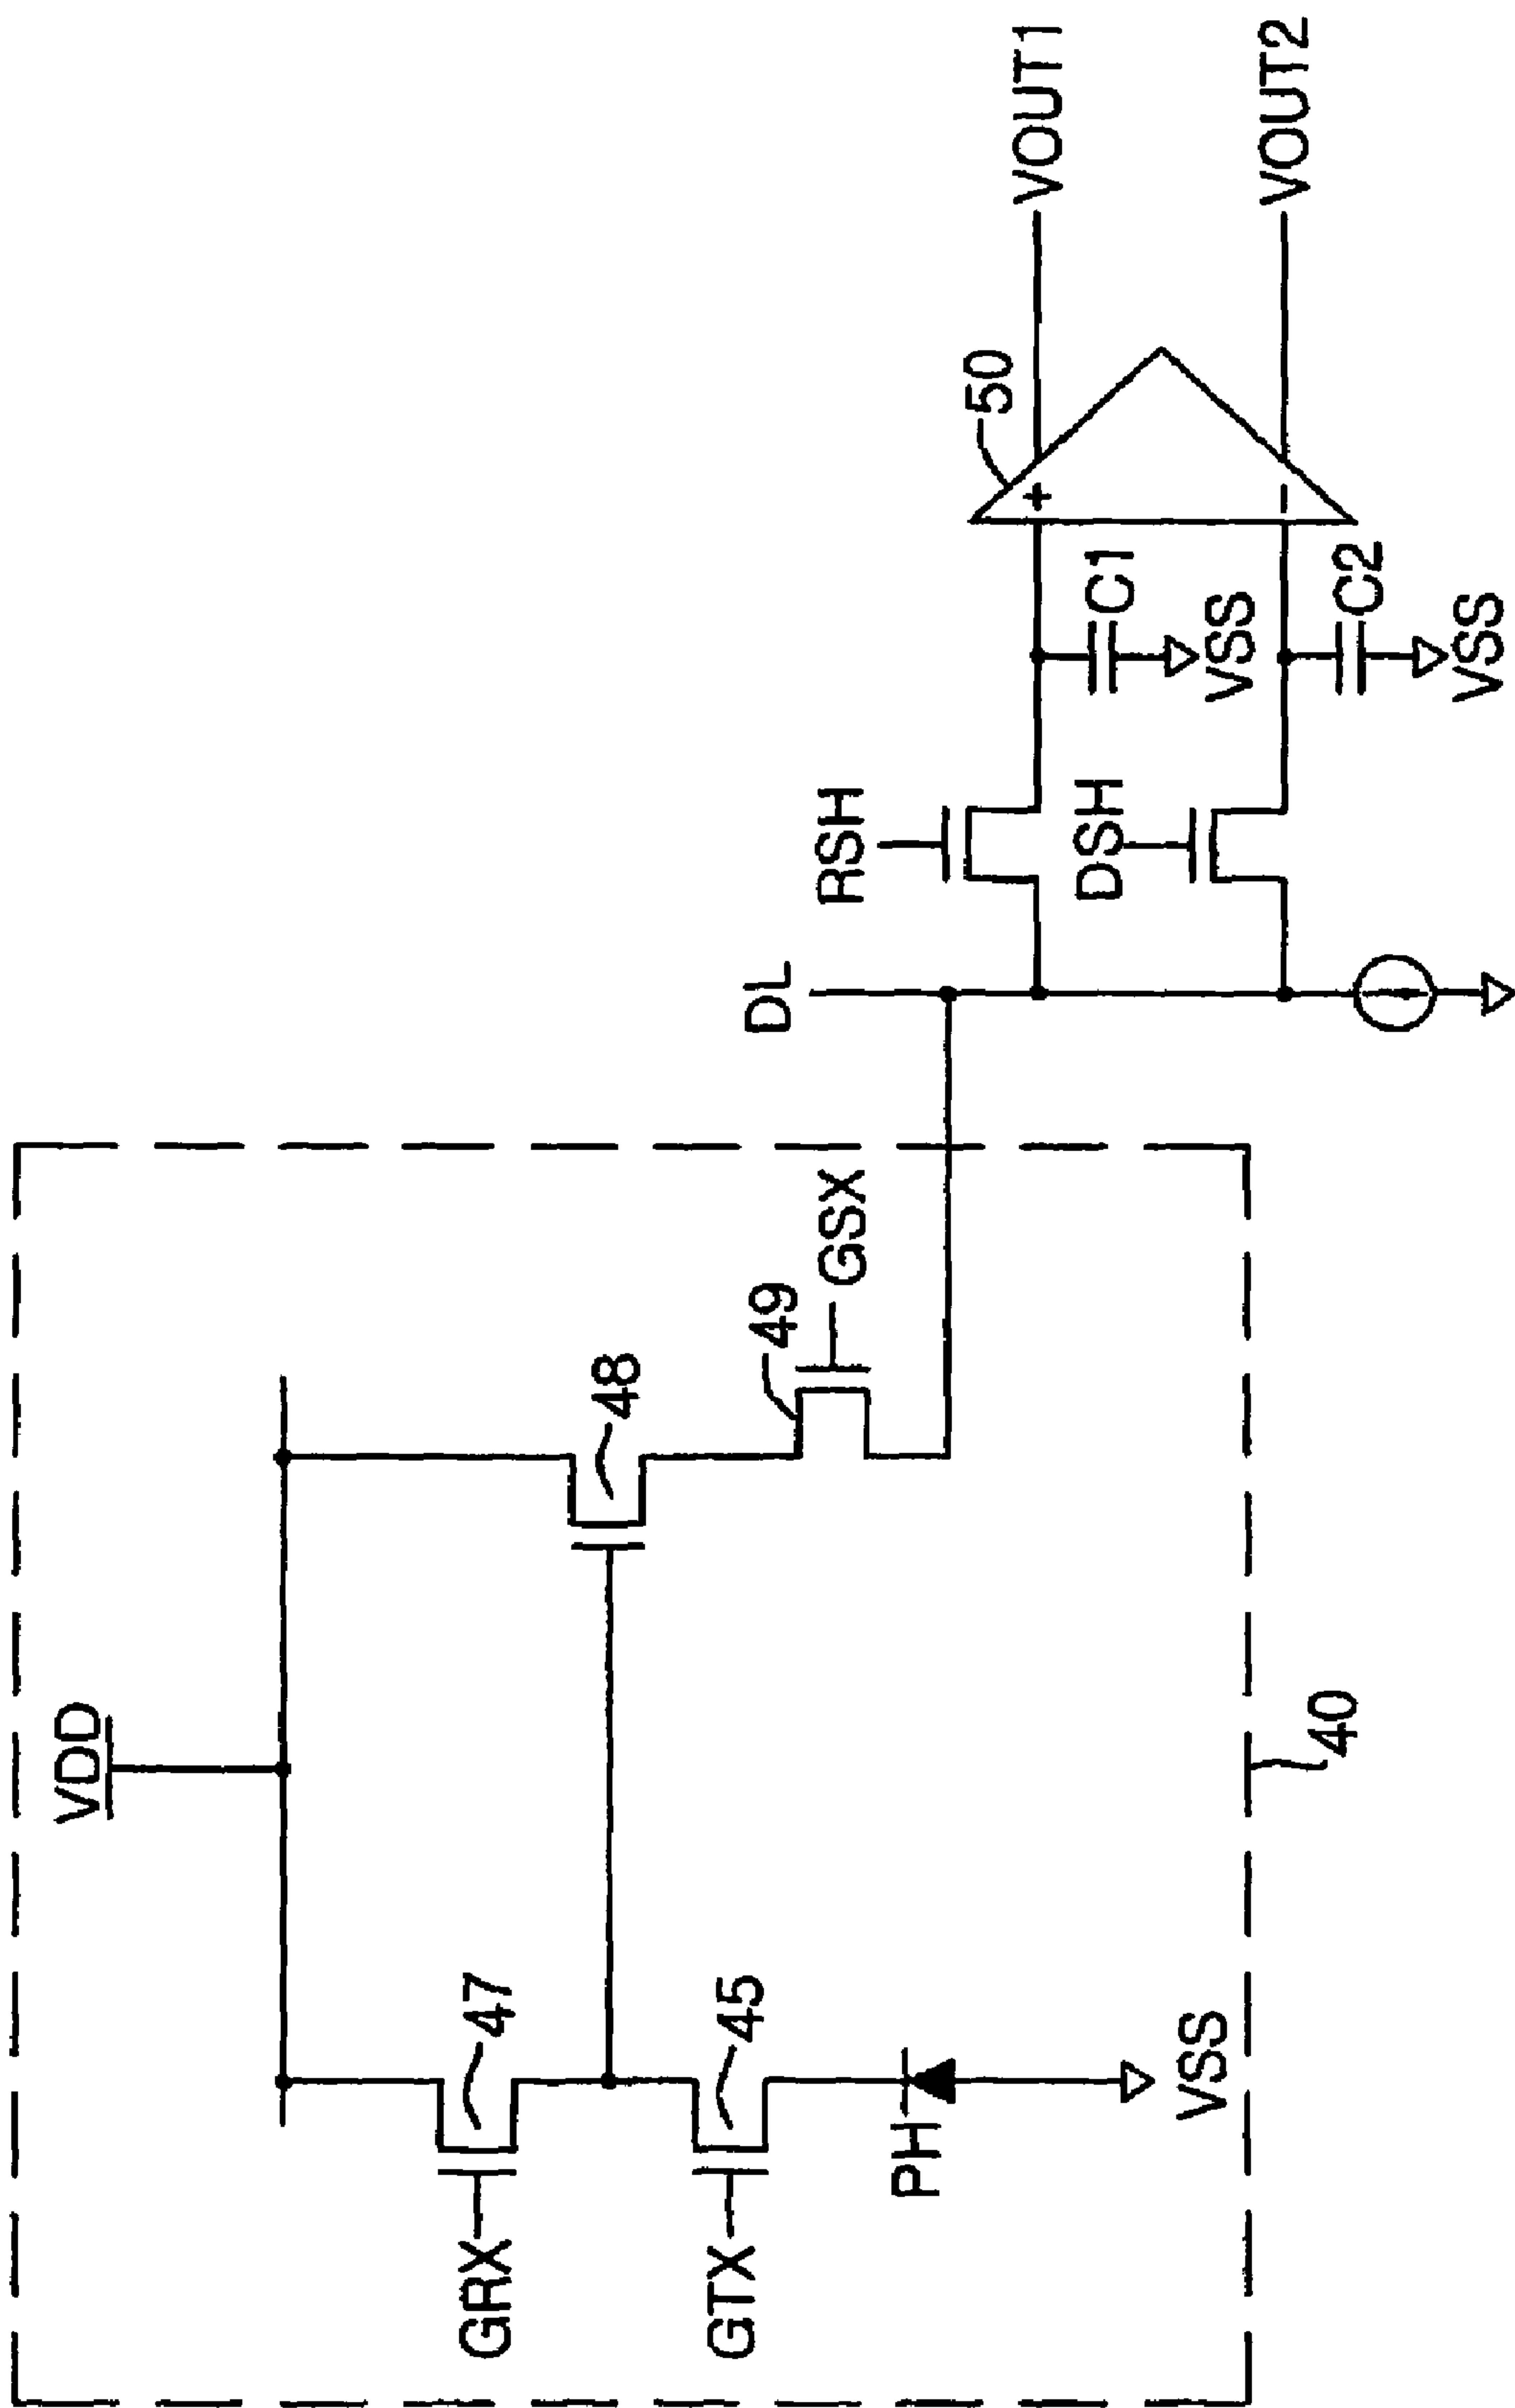 VDD
GRX
47
48
GTX
45
49
GSX
PH
VSS
40
DL
RSH
DSH
C1
VSS
C2
VSS
50
+
-
VOUT1
VOUT2